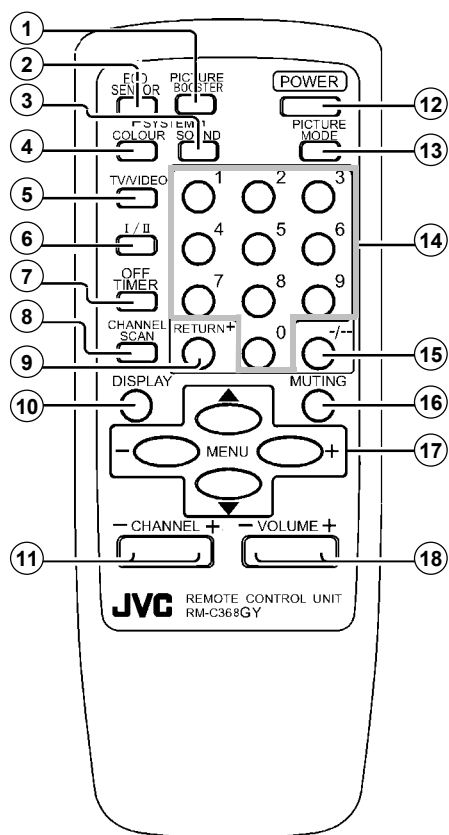 1
2
3
4
5
6
7
8
9
10
11
12
13
14
15
16
17
18
ECO SENSOR
PICTURE BOOSTER
POWER
SYSTEM
COLOUR
SOUND
PICTURE MODE
TV/VIDEO
1
2
3
I/II
4
5
6
OFF TIMER
7
8
9
CHANNEL SCAN
RETURN+
0
-/--
DISPLAY
MUTING
- MENU +
- CHANNEL +
- VOLUME +
JVC
REMOTE CONTROL UNIT
RM-C368GY